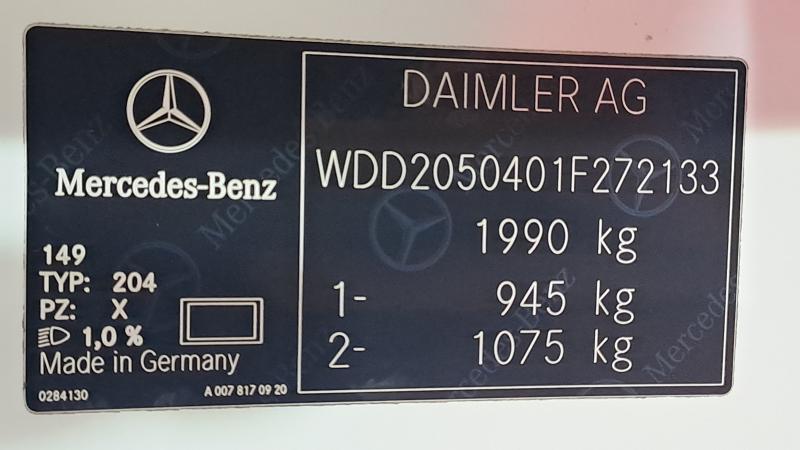 Mercedes-Benz
149
TYP: 204
PZ: X
1,0 %
Made in Germany
0284130
A 007 817 09 20
DAIMLER AG
WDD2050401F272133
1990 kg
1- 945 kg
2- 1075 kg